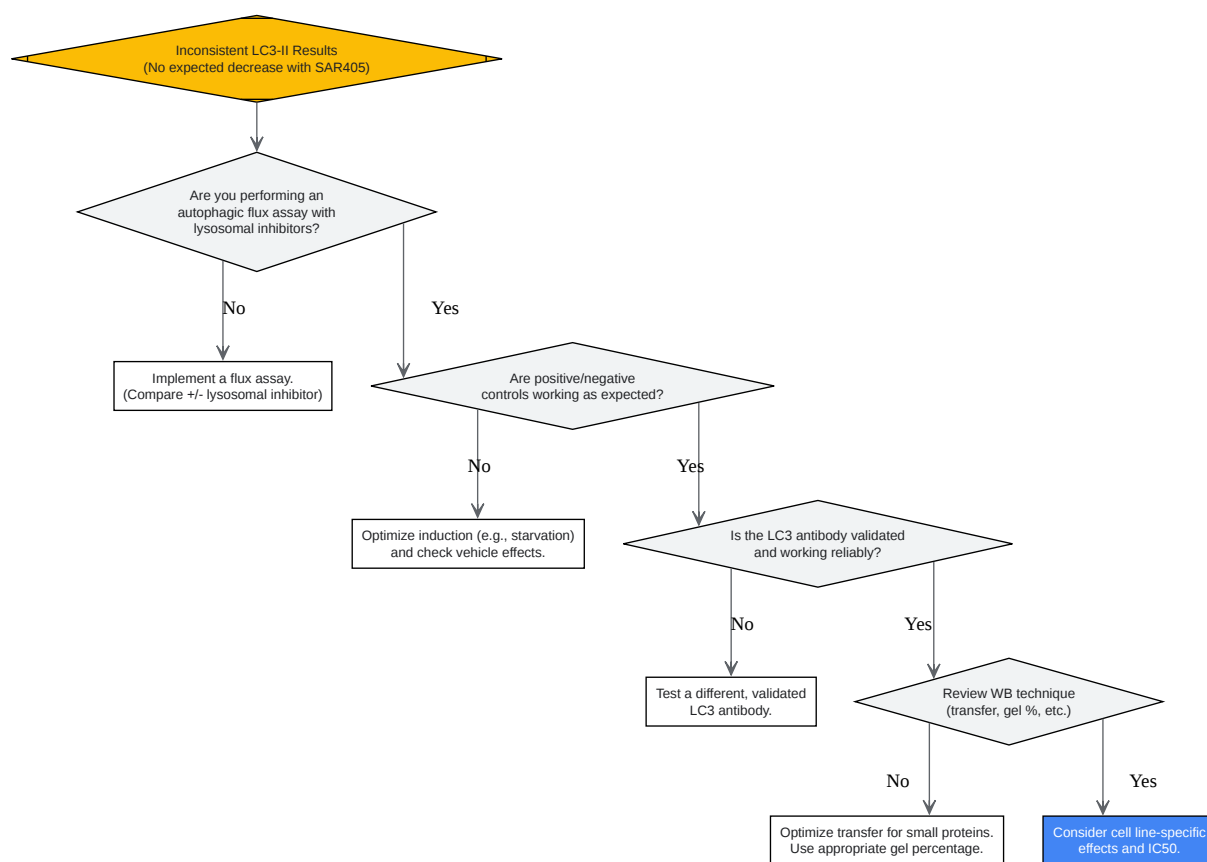 Inconsistent LC3-II Results
(No expected decrease with SAR405)
Are you performing an
autophagic flux assay with
lysosomal inhibitors?
No
Yes
Implement a flux assay.
(Compare +/- lysosomal inhibitor)
Are positive/negative
controls working as expected?
No
Yes
Optimize induction (e.g., starvation)
and check vehicle effects.
Is the LC3 antibody validated
and working reliably?
No
Yes
Test a different, validated
LC3 antibody.
Review WB technique
(transfer, gel %, etc.)
No
Yes
Optimize transfer for small proteins.
Use appropriate gel percentage.
Consider cell line-specific
effects and IC50.